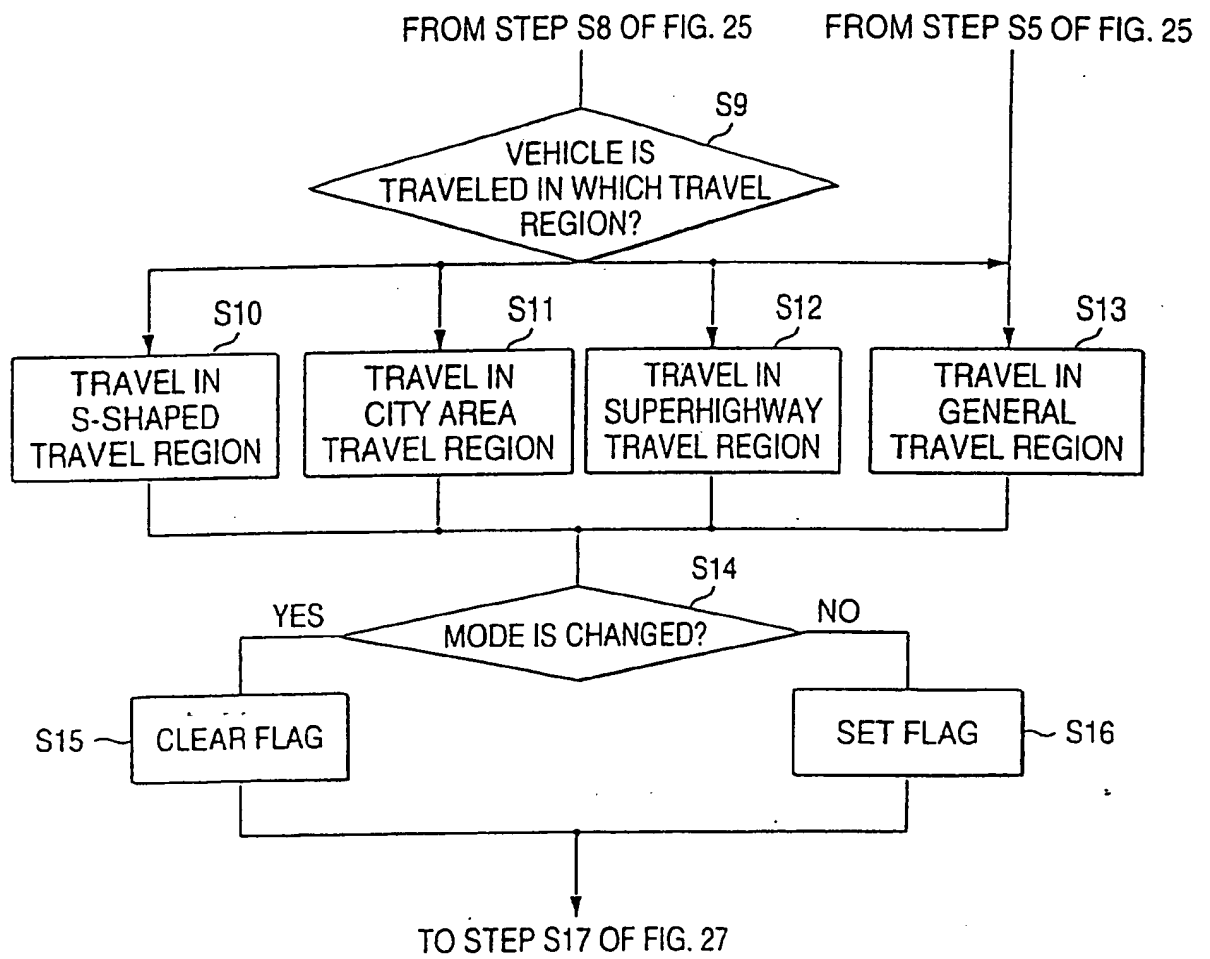 FROM STEP S8 OF FIG. 25
FROM STEP S5 OF FIG. 25
S9
VEHICLE IS
TRAVELED IN WHICH TRAVEL
REGION?
S10
TRAVEL IN
S-SHAPED
TRAVEL REGION
S11
TRAVEL IN
CITY AREA
TRAVEL REGION
S12
TRAVEL IN
SUPERHIGHWAY
TRAVEL REGION
S13
TRAVEL IN
GENERAL
TRAVEL REGION
S14
YES
MODE IS CHANGED?
NO
S15
CLEAR FLAG
SET FLAG
S16
TO STEP S17 OF FIG. 27